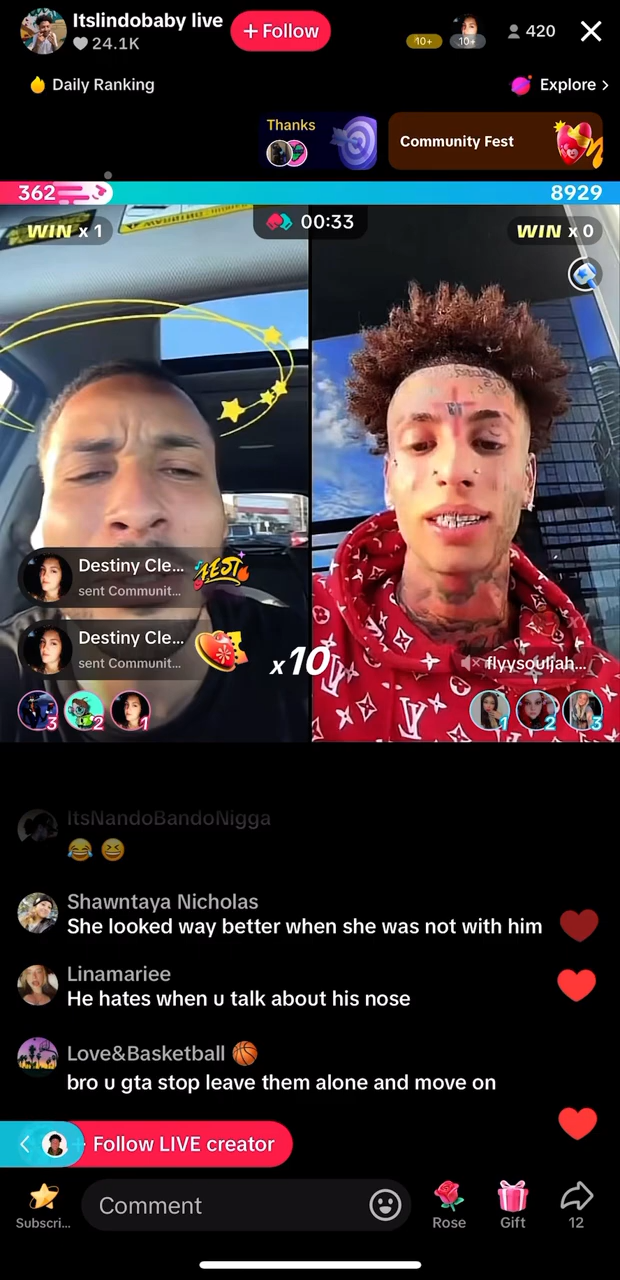 Itslindobaby live
24.1K
+ Follow
10+
10+
420
Daily Ranking
Explore >
Thanks
Community Fest
362
8929
WIN x 1
00:33
WIN x 0
Destiny Cle...
sent Communit...
FEST
Destiny Cle...
sent Communit...
x10
flyysouljah...
3
2
1
1
2
3
ItsNandoBandoNigga
😂 😆
Shawntaya Nicholas
She looked way better when she was not with him
Linamariee
He hates when u talk about his nose
Love&Basketball 🏀
bro u gta stop leave them alone and move on
Follow LIVE creator
Subscri...
Comment
Rose
Gift
12